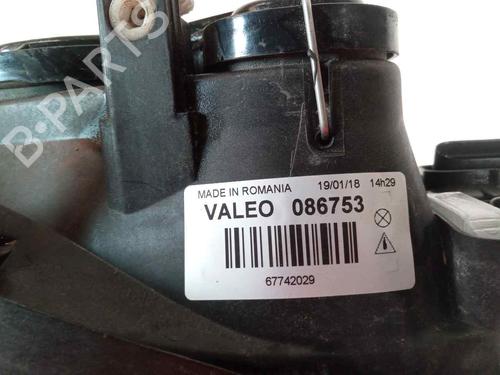 B-PARTS
MADE IN ROMANIA 19/01/18 14h29
VALEO 086753
67742029